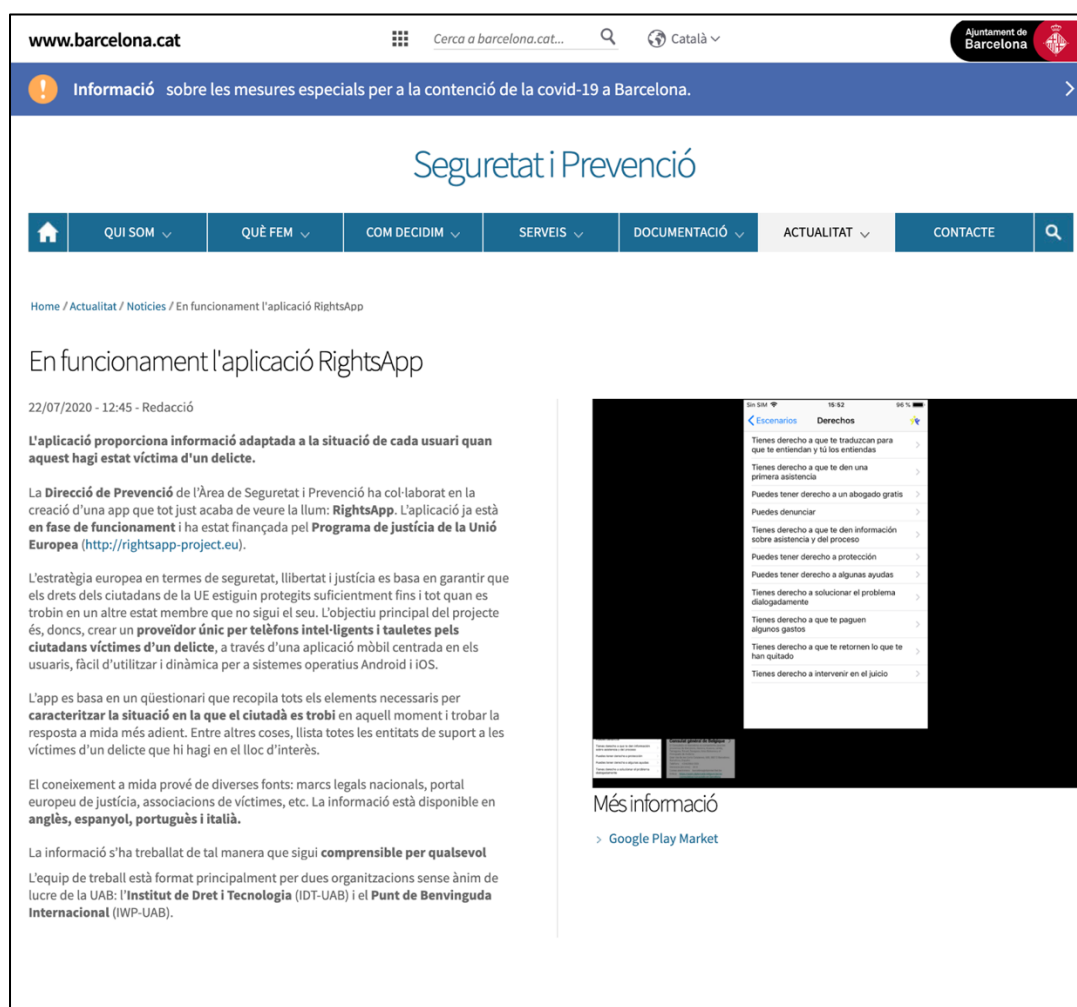 www.barcelona.cat
Cerca a barcelona.cat...
Català
Ajuntament de
Barcelona
Informació sobre les mesures especials per a la contenció de la covid-19 a Barcelona.
Seguretat i Prevenció
QUI SOM
QUÈ FEM
COM DECIDIM
SERVEIS
DOCUMENTACIÓ
ACTUALITAT
CONTACTE
Home / Actualitat / Noticies / En funcionament l'aplicació RightsApp
En funcionament l'aplicació RightsApp
22/07/2020 - 12:45 - Redacció
L'aplicació proporciona informació adaptada a la situació de cada usuari quan
aquest hagi estat víctima d'un delicte.
La Direcció de Prevenció de l'Àrea de Seguretat i Prevenció ha col·laborat en la
creació d'una app que tot just acaba de veure la llum: RightsApp. L'aplicació ja està
en fase de funcionament i ha estat finançada pel Programa de justícia de la Unió
Europea (http://rightsapp-project.eu).
L'estratègia europea en termes de seguretat, llibertat i justícia es basa en garantir que
els drets dels ciutadans de la UE estiguin protegits suficientment fins i tot quan es
trobin en un altre estat membre que no sigui el seu. L'objectiu principal del projecte
és, doncs, crear un proveïdor únic per telèfons intel·ligents i tauletes pels
ciutadans víctimes d'un delicte, a través d'una aplicació mòbil centrada en els
usuaris, fàcil d'utilitzar i dinàmica per a sistemes operatius Android i iOS.
L'app es basa en un qüestionari que recopila tots els elements necessaris per
caracteritzar la situació en la que el ciutadà es trobi en aquell moment i trobar la
resposta a mida més adient. Entre altres coses, llista totes les entitats de suport a les
víctimes d'un delicte que hi hagi en el lloc d'interès.
El coneixement a mida prové de diverses fonts: marcs legals nacionals, portal
europeu de justícia, associacions de víctimes, etc. La informació està disponible en
anglès, espanyol, portuguès i italià.
La informació s'ha treballat de tal manera que sigui comprensible per qualsevol
L'equip de treball està format principalment per dues organitzacions sense ànim de
lucre de la UAB: l'Institut de Dret i Tecnologia (IDT-UAB) i el Punt de Benvinguda
Internacional (IWP-UAB).
Sin SIM 15:52 96 %
Escenarios Derechos
Tienes derecho a que te traduzcan para
que te entiendan y tú los entiendas
Tienes derecho a que te den una
primera asistencia
Puedes tener derecho a un abogado gratis
Puedes denunciar
Tienes derecho a que te den información
sobre asistencia y del proceso
Puedes tener derecho a protección
Puedes tener derecho a algunas ayudas
Tienes derecho a solucionar el problema
dialogadamente
Tienes derecho a que te paguen
algunos gastos
Tienes derecho a que te retornen lo que te
han quitado
Tienes derecho a intervenir en el juicio
Més informació
Google Play Market